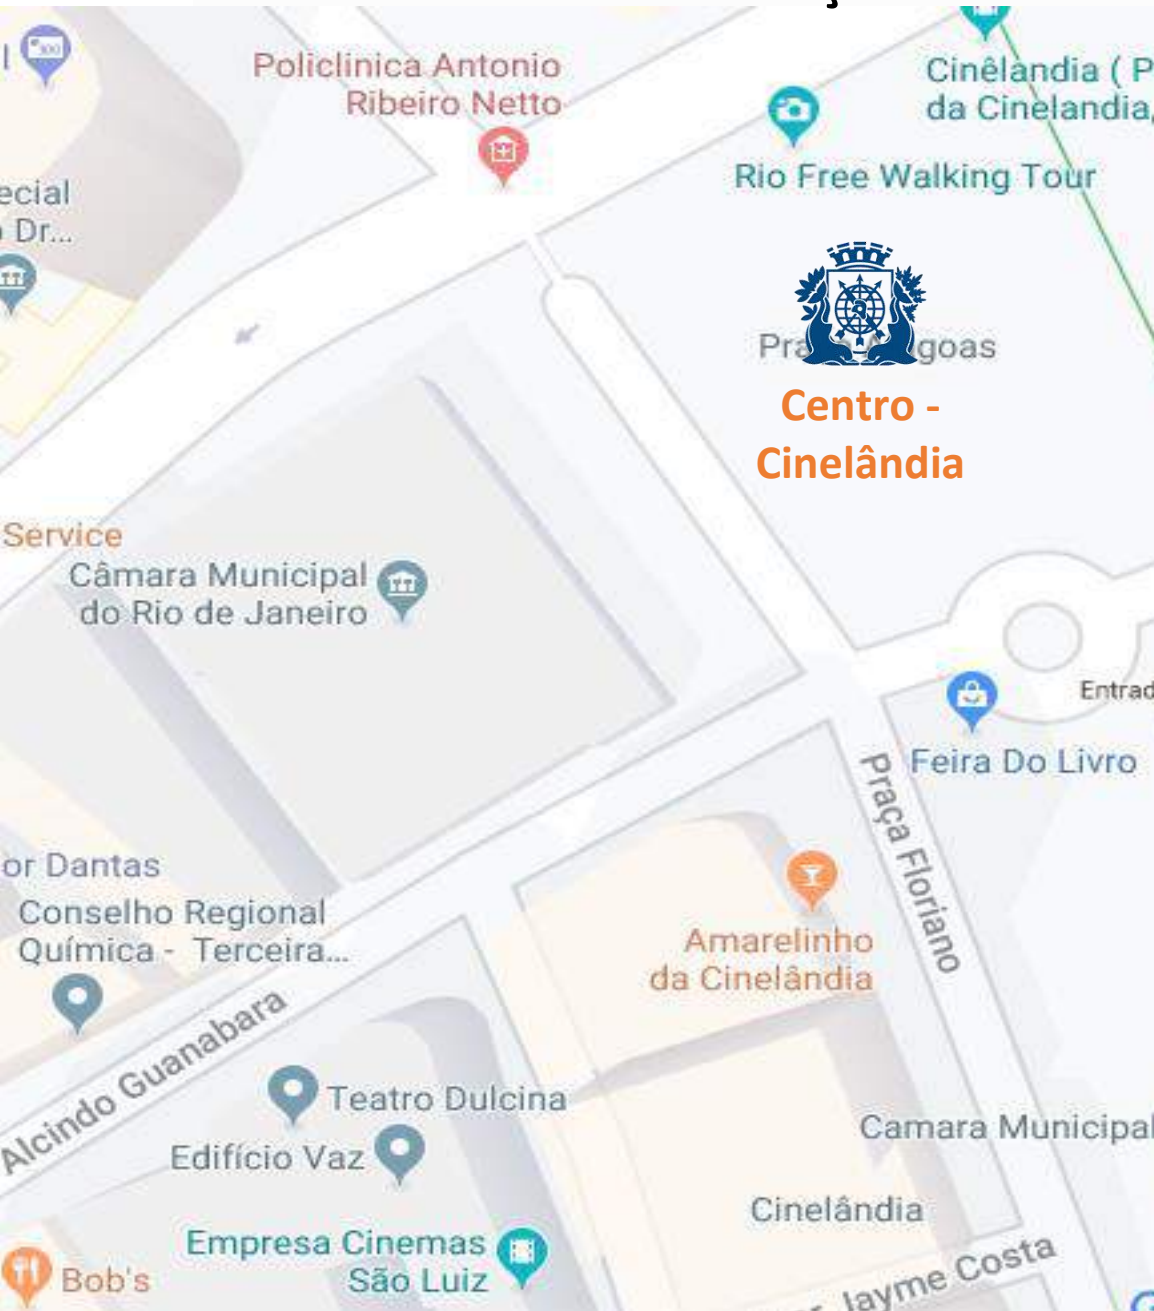 Policlinica Antonio
Ribeiro Netto
Cinêlandia ( P
da Cinelandia,
Rio Free Walking Tour
ecial
Dr...
goas
Centro -
Cinelândia
Service
Câmara Municipal
do Rio de Janeiro
Entrad
Feira Do Livro
Praça Floriano
or Dantas
Conselho Regional
Química - Terceira...
Amarelinho
da Cinelândia
Alcindo Guanabara
Teatro Dulcina
Edifício Vaz
Camara Municipal
Cinelândia
Empresa Cinemas
São Luiz
Bob's
Jayme Costa